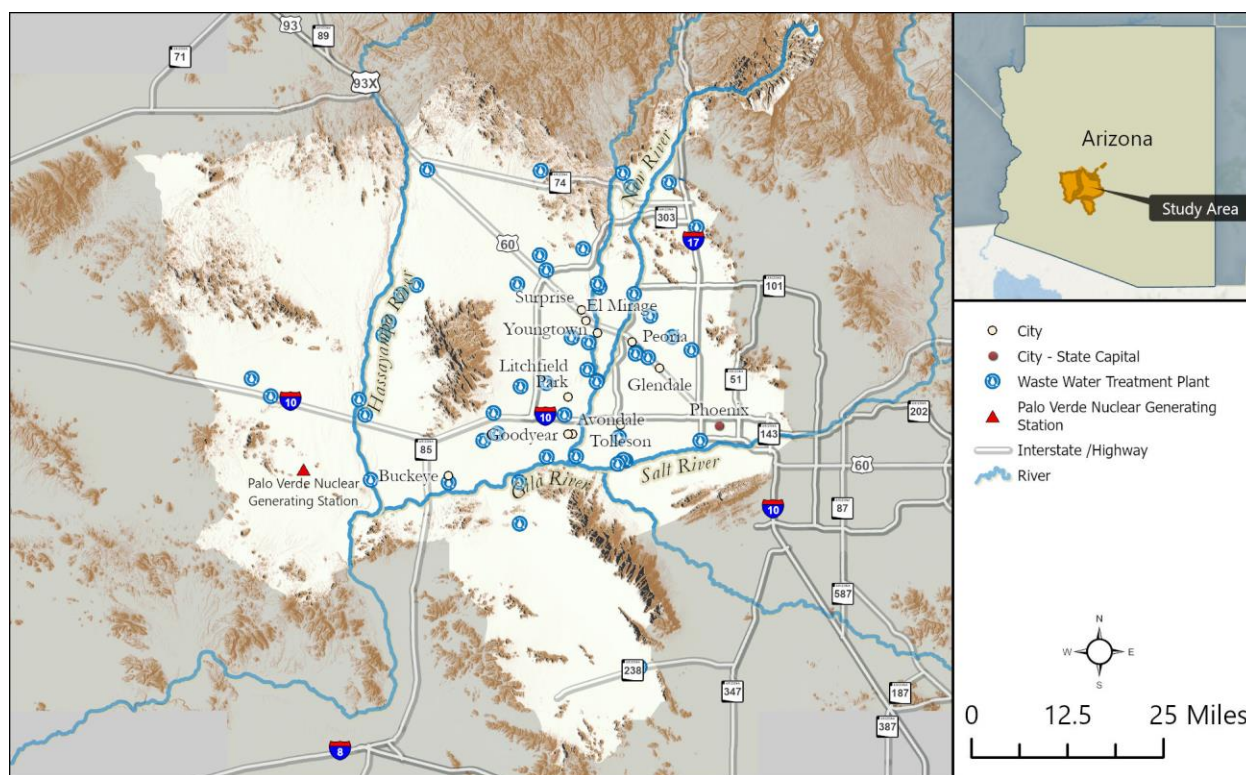 93
89
71
93X
New River
74
303
60
17
101
Surprise
El Mirage
Hassayampa River
Youngtown
Peoria
Litchfield
Park
Glendale
51
10
10
Avondale
Phoenix
202
Goodyear
Tolleson
143
85
60
Palo Verde Nuclear
Generating Station
Buckeye
Gila River
Salt River
10
87
587
238
347
187
387
8
Arizona
Study Area
City
City - State Capital
Waste Water Treatment Plant
Palo Verde Nuclear Generating
Station
Interstate /Highway
River
N
W E
S
0 12.5 25 Miles